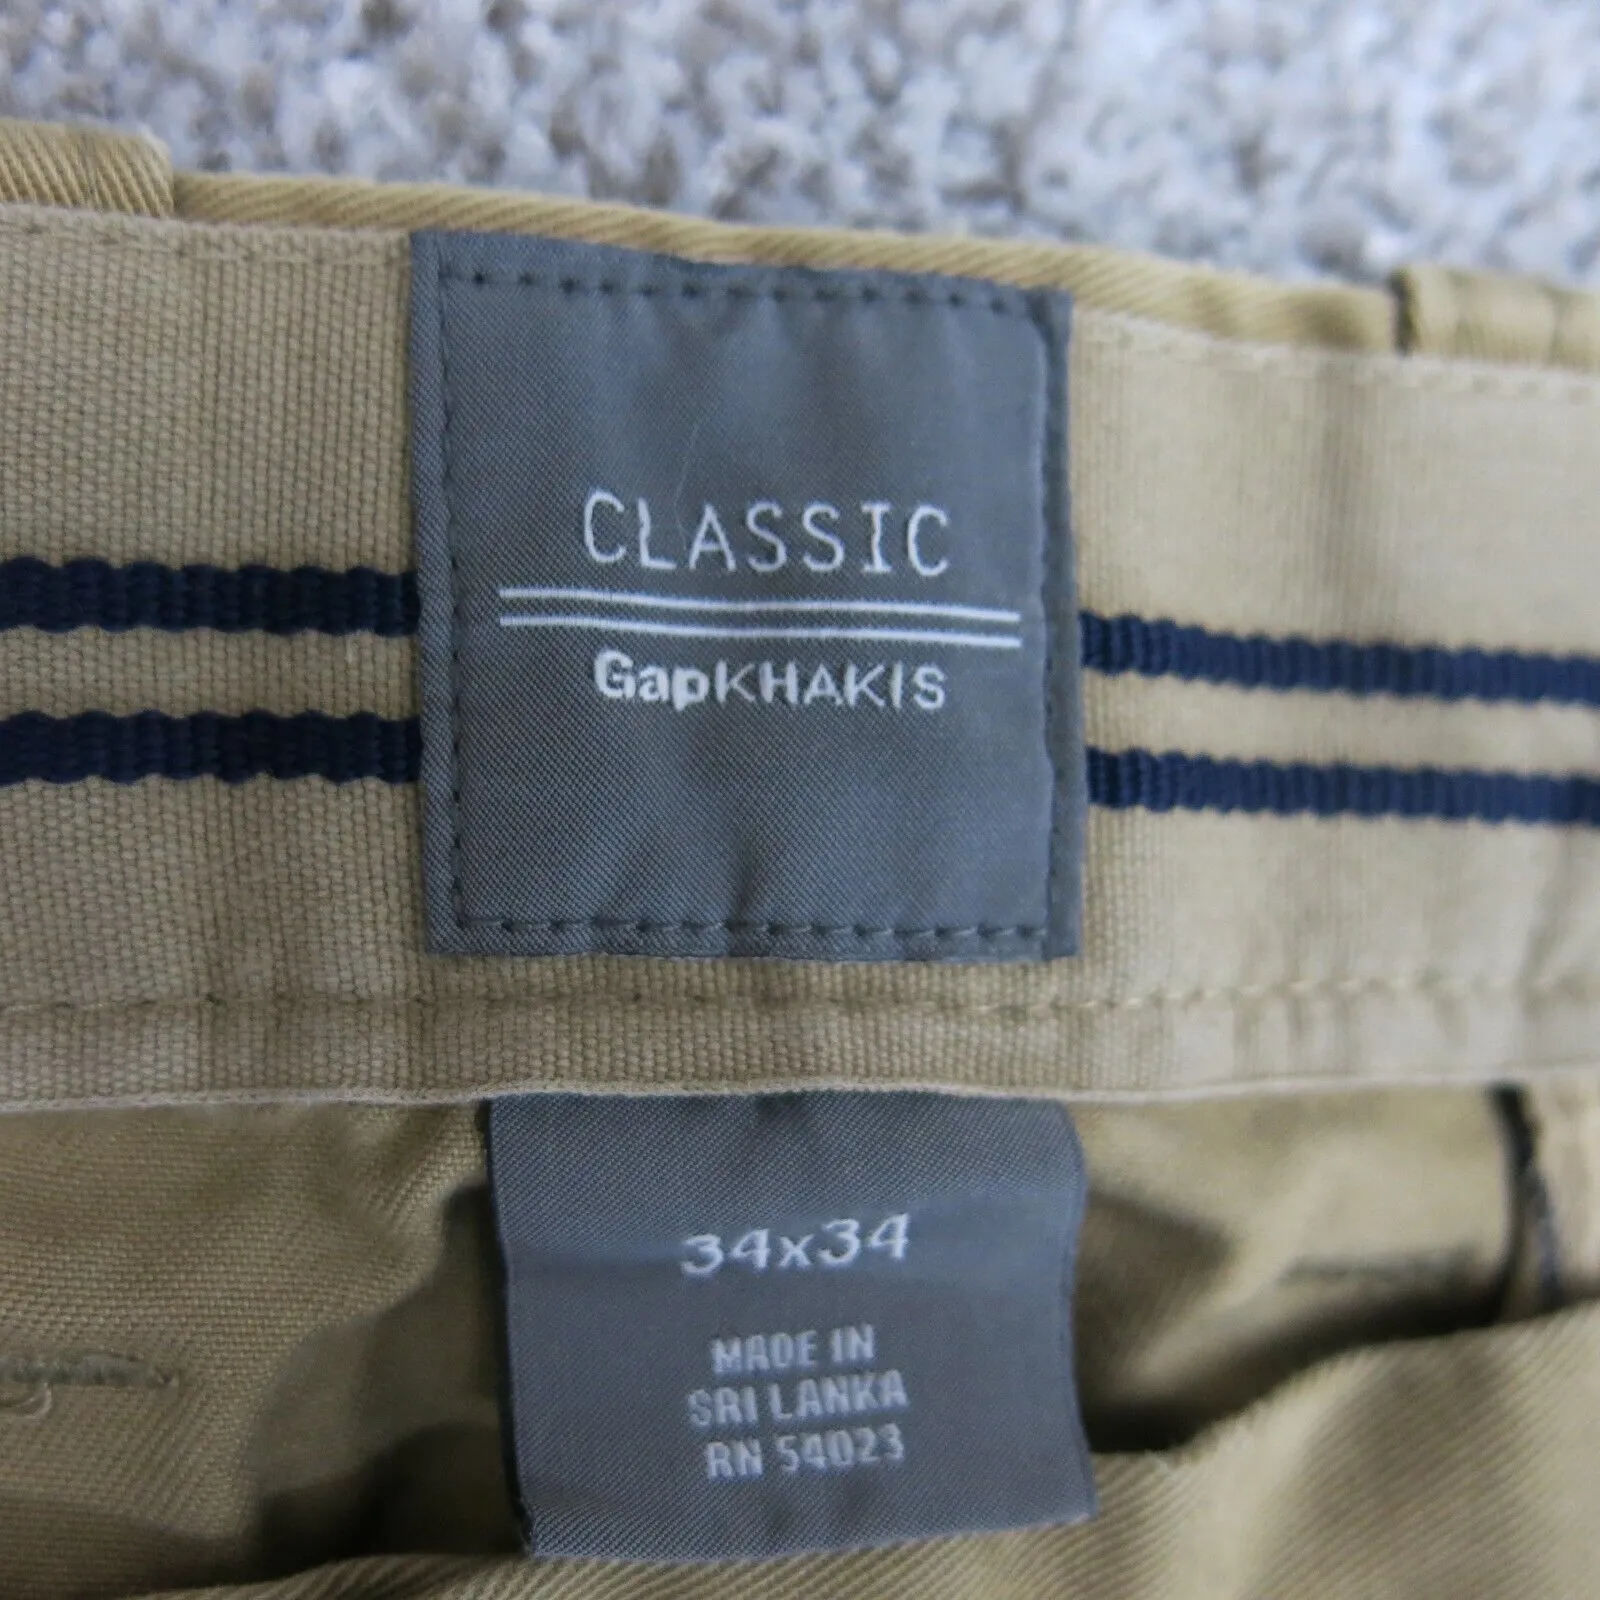 CLASSIC
GapKHAKIS
34x34
MADE IN
SRI LANKA
RN 54023